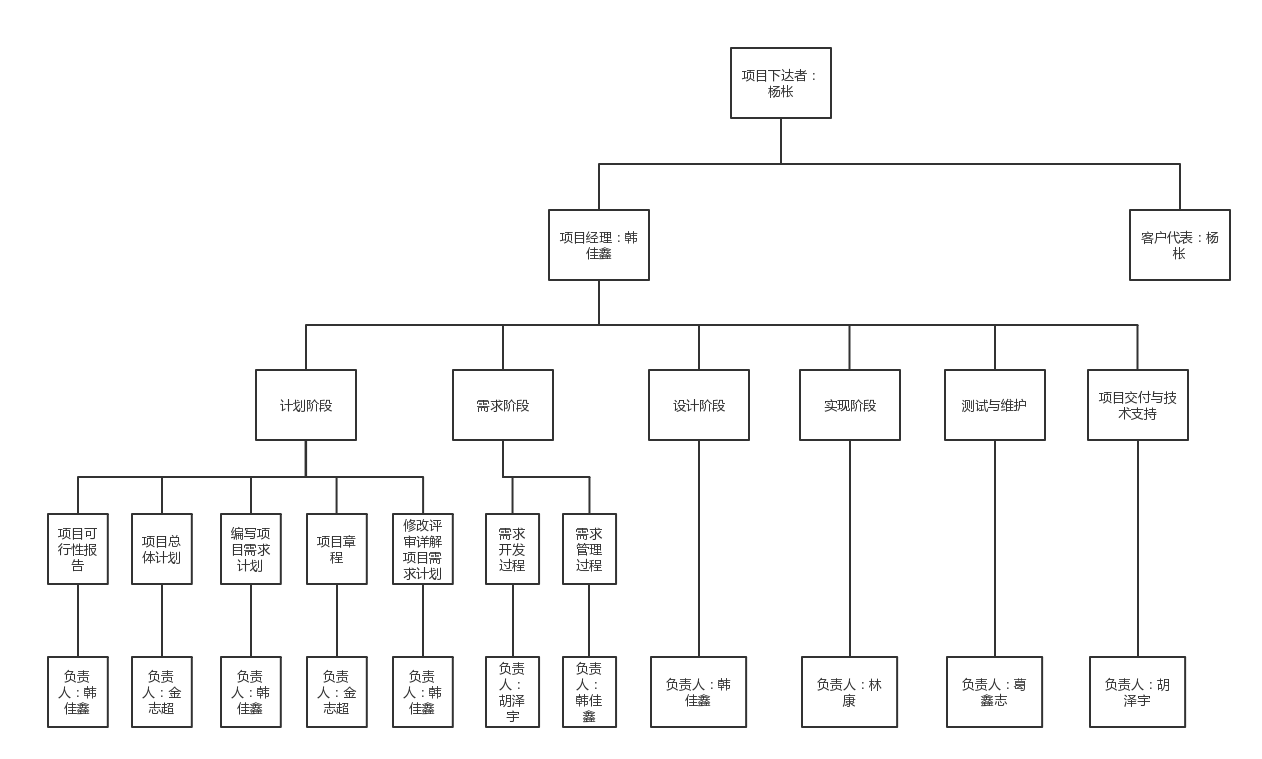 项目下达者：
杨枨
项目经理：韩
佳鑫
客户代表：杨
枨
计划阶段
需求阶段
设计阶段
实现阶段
测试与维护
项目交付与技
术支持
项目可
行性报
告
项目总
体计划
编写项
目需求
计划
项目章
程
修改评
审详解
项目需
求计划
需求
开发
过程
需求
管理
过程
负责
人：韩
佳鑫
负责
人：金
志超
负责
人：韩
佳鑫
负责
人：金
志超
负责
人：韩
佳鑫
负责
人：
胡泽
宇
负责
人：
韩佳
鑫
负责人：韩
佳鑫
负责人：林
康
负责人：葛
鑫志
负责人：胡
泽宇